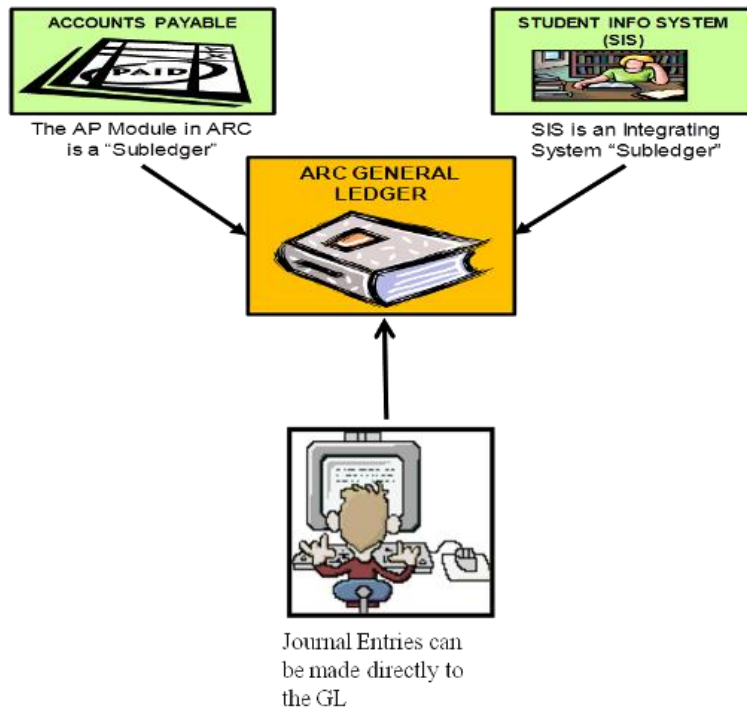 ACCOUNTS PAYABLE
PAID
The AP Module in ARC
is a “Subledger”
STUDENT INFO SYSTEM
(SIS)
SIS is an Integrating
System “Subledger”
ARC GENERAL
LEDGER
Journal Entries can
be made directly to
the GL